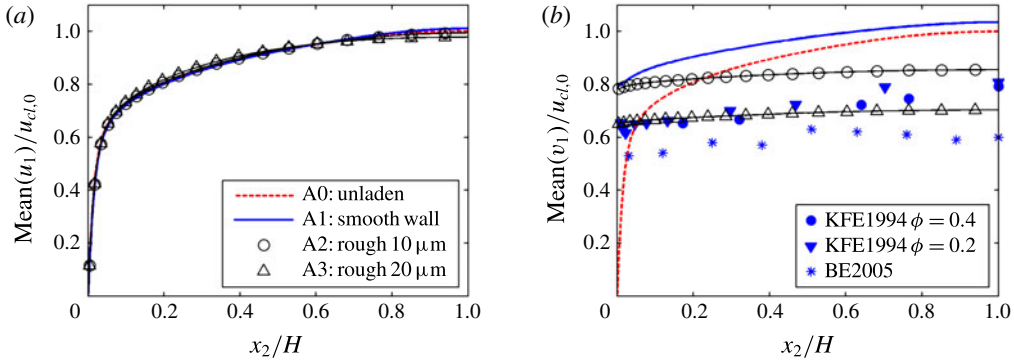 (a)
Mean(u1)/ucl,0
1.0
0.8
0.6
0.4
0.2
0 0.2 0.4 0.6 0.8 1.0
x2/H
A0: unladen
A1: smooth wall
A2: rough 10 μm
A3: rough 20 μm
(b)
Mean(v1)/ucl,0
1.0
0.8
0.6
0.4
0.2
0 0.2 0.4 0.6 0.8 1.0
x2/H
KFE1994 ϕ = 0.4
KFE1994 ϕ = 0.2
BE2005